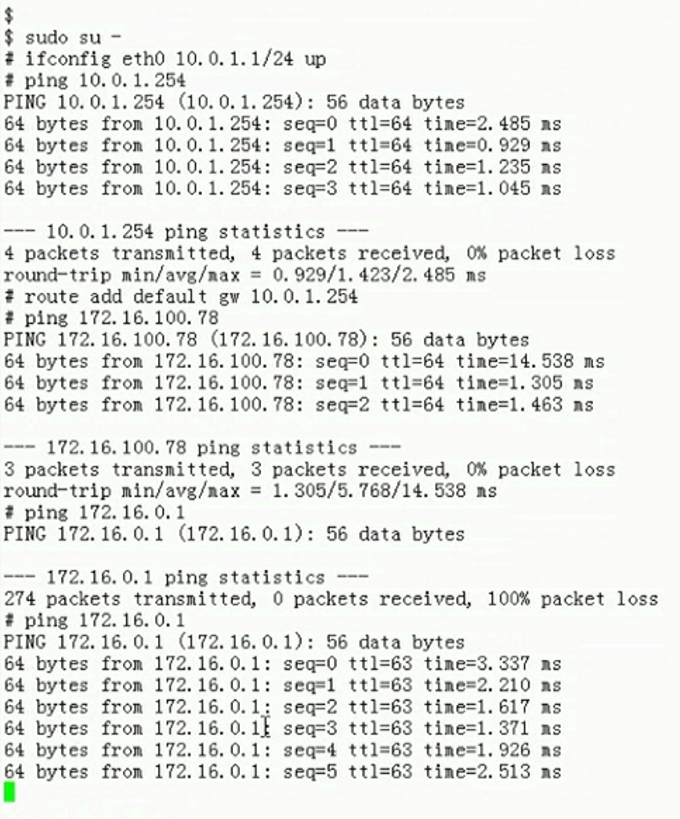 $
$ sudo su -
# ifconfig eth0 10.0.1.1/24 up
# ping 10.0.1.254
PING 10.0.1.254 (10.0.1.254): 56 data bytes
64 bytes from 10.0.1.254: seq=0 ttl=64 time=2.485 ms
64 bytes from 10.0.1.254: seq=1 ttl=64 time=0.929 ms
64 bytes from 10.0.1.254: seq=2 ttl=64 time=1.235 ms
64 bytes from 10.0.1.254: seq=3 ttl=64 time=1.045 ms
--- 10.0.1.254 ping statistics ---
4 packets transmitted, 4 packets received, 0% packet loss
round-trip min/avg/max = 0.929/1.423/2.485 ms
# route add default gw 10.0.1.254
# ping 172.16.100.78
PING 172.16.100.78 (172.16.100.78): 56 data bytes
64 bytes from 172.16.100.78: seq=0 ttl=64 time=14.538 ms
64 bytes from 172.16.100.78: seq=1 ttl=64 time=1.305 ms
64 bytes from 172.16.100.78: seq=2 ttl=64 time=1.463 ms
--- 172.16.100.78 ping statistics ---
3 packets transmitted, 3 packets received, 0% packet loss
round-trip min/avg/max = 1.305/5.768/14.538 ms
# ping 172.16.0.1
PING 172.16.0.1 (172.16.0.1): 56 data bytes
--- 172.16.0.1 ping statistics ---
274 packets transmitted, 0 packets received, 100% packet loss
# ping 172.16.0.1
PING 172.16.0.1 (172.16.0.1): 56 data bytes
64 bytes from 172.16.0.1: seq=0 ttl=63 time=3.337 ms
64 bytes from 172.16.0.1: seq=1 ttl=63 time=2.210 ms
64 bytes from 172.16.0.1: seq=2 ttl=63 time=1.617 ms
64 bytes from 172.16.0.1: seq=3 ttl=63 time=1.371 ms
64 bytes from 172.16.0.1: seq=4 ttl=63 time=1.926 ms
64 bytes from 172.16.0.1: seq=5 ttl=63 time=2.513 ms